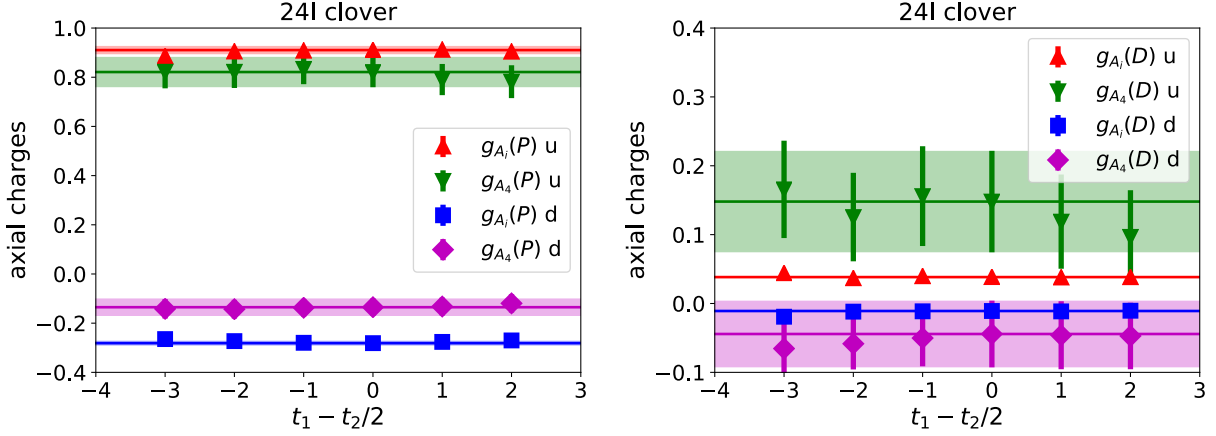 24I clover
axial charges
1.0
0.8
0.6
0.4
0.2
0.0
−0.2
−0.4
g_{A_i}(P) u
g_{A_4}(P) u
g_{A_i}(P) d
g_{A_4}(P) d
−4 −3 −2 −1 0 1 2 3
t_1 − t_2/2
24I clover
axial charges
0.4
0.3
0.2
0.1
0.0
−0.1
g_{A_i}(D) u
g_{A_4}(D) u
g_{A_i}(D) d
g_{A_4}(D) d
−4 −3 −2 −1 0 1 2 3
t_1 − t_2/2